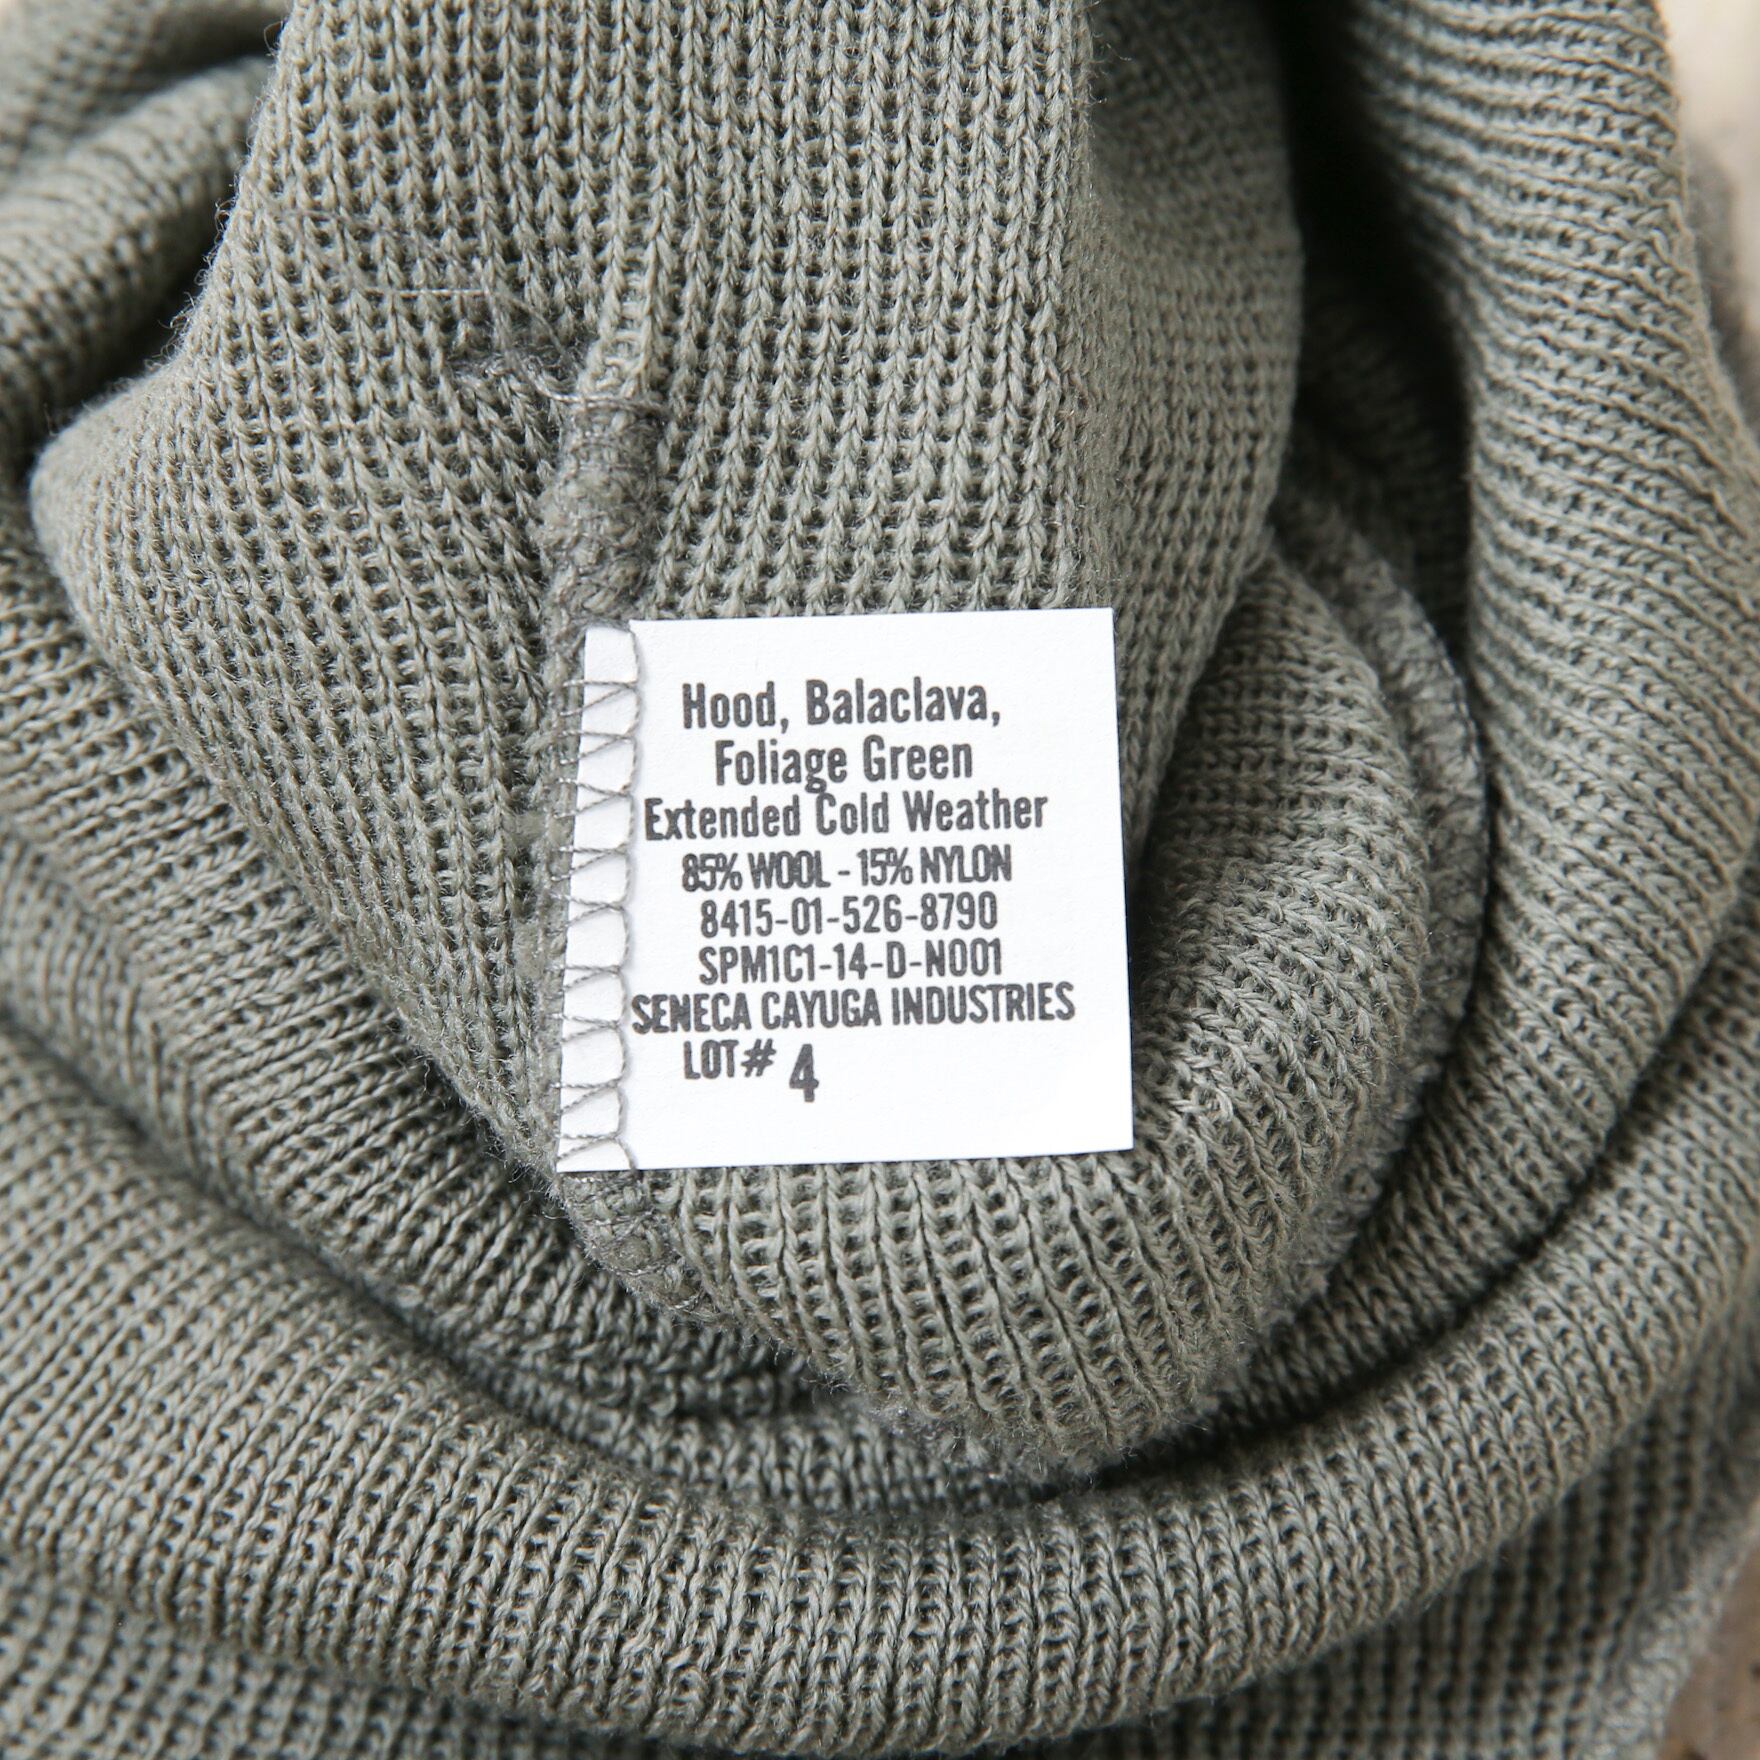 Hood, Balaclava,
Foliage Green
Extended Cold Weather
85% WOOL - 15% NYLON
8415-01-526-8790
SPM1C1-14-D-N001
SENECA CAYUGA INDUSTRIES
LOT# 4